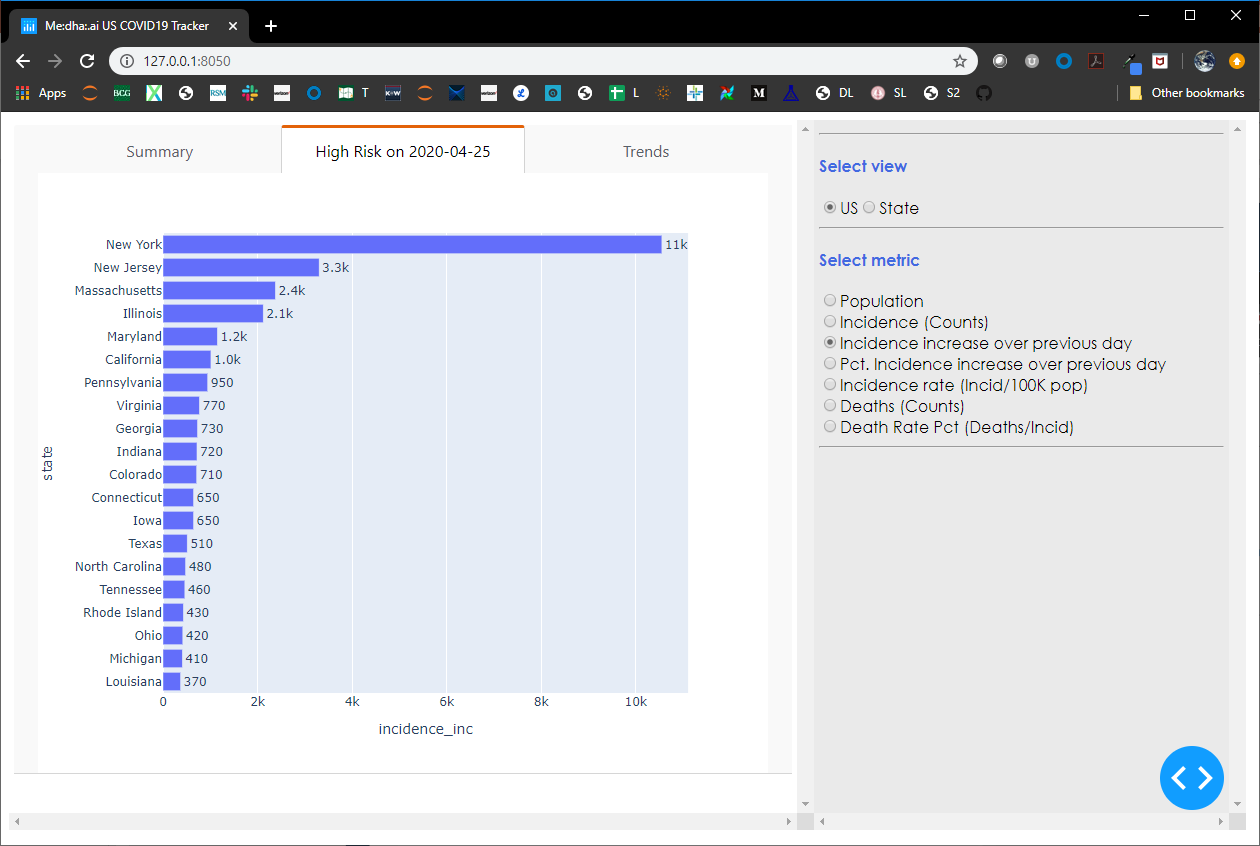 Me:dha:.ai US COVID19 Tracker
127.0.0.1:8050
Apps BCG RSM verizon T K&W verizon L M DL SL S2 Other bookmarks
Summary High Risk on 2020-04-25 Trends
New York 11k
New Jersey 3.3k
Massachusetts 2.4k
Illinois 2.1k
Maryland 1.2k
California 1.0k
Pennsylvania 950
Virginia 770
Georgia 730
Indiana 720
Colorado 710
Connecticut 650
Iowa 650
Texas 510
North Carolina 480
Tennessee 460
Rhode Island 430
Ohio 420
Michigan 410
Louisiana 370
state
0 2k 4k 6k 8k 10k
incidence_inc
Select view
US State
Select metric
Population
Incidence (Counts)
Incidence increase over previous day
Pct. Incidence increase over previous day
Incidence rate (Incid/100K pop)
Deaths (Counts)
Death Rate Pct (Deaths/Incid)